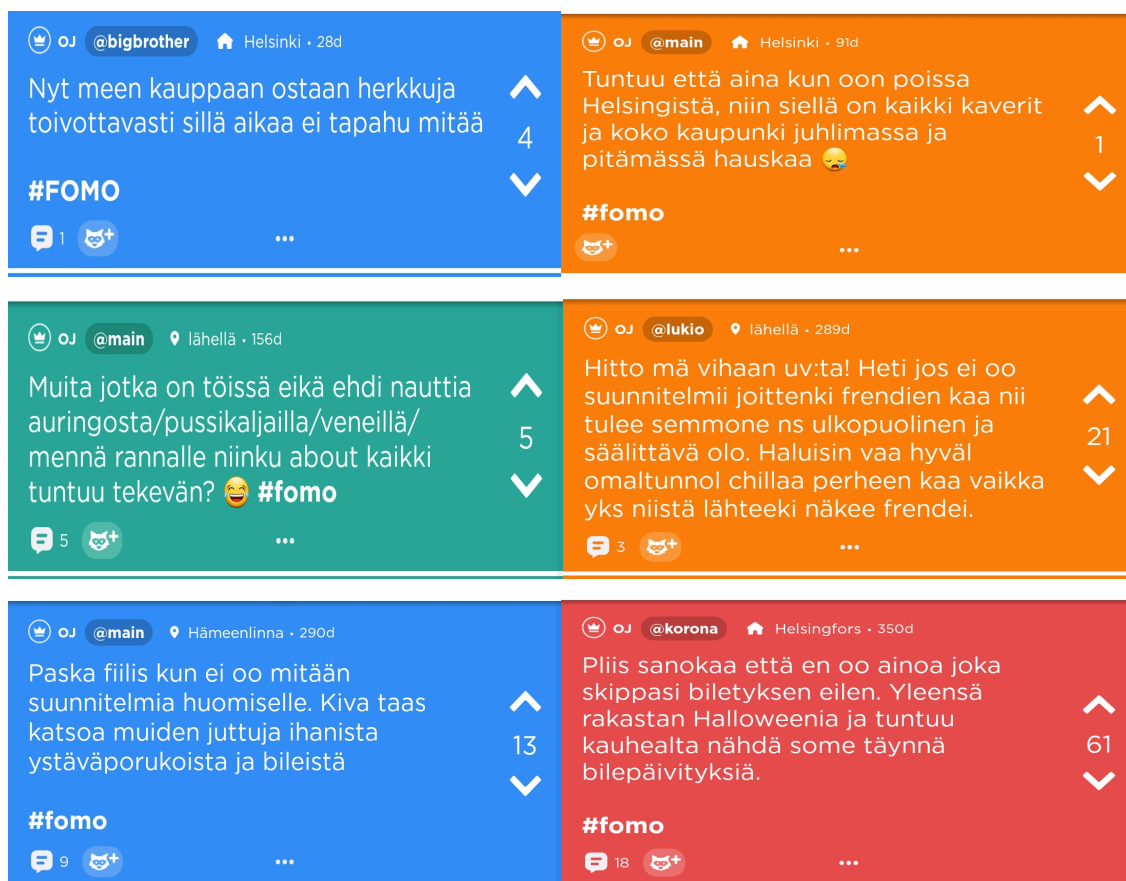 OJ @bigbrother Helsinki • 28d
Nyt meen kauppaan ostaan herkkuja
toivottavasti sillä aikaa ei tapahu mitää
4
#FOMO
1
OJ @main Helsinki • 91d
Tuntuu että aina kun oon poissa
Helsingistä, niin siellä on kaikki kaverit
ja koko kaupunki juhlimassa ja
pitämässä hauskaa 😪
1
#fomo
OJ @main lähellä • 156d
Muita jotka on töissä eikä ehdi nauttia
auringosta/pussikaljailla/veneillä/
mennä rannalle niinku about kaikki
tuntuu tekevän? 😂 #fomo
5
5
OJ @lukio lähellä • 289d
Hitto mä vihaan uv:ta! Heti jos ei oo
suunnitelmii joittenki frendien kaa nii
tulee semmone ns ulkopuolinen ja
säälittävä olo. Haluisin vaa hyväl
omaltunnol chillaa perheen kaa vaikka
yks niistä lähteeki näkee frendei.
21
3
OJ @main Hämeenlinna • 290d
Paska fiilis kun ei oo mitään
suunnitelmia huomiselle. Kiva taas
katsoa muiden juttuja ihanista
ystäväporukoista ja bileistä
13
#fomo
9
OJ @korona Helsingfors • 350d
Pliis sanokaa että en oo ainoa joka
skippasi biletyksen eilen. Yleensä
rakastan Halloweenia ja tuntuu
kauhealta nähdä some täynnä
bilepäivityksiä.
61
#fomo
18